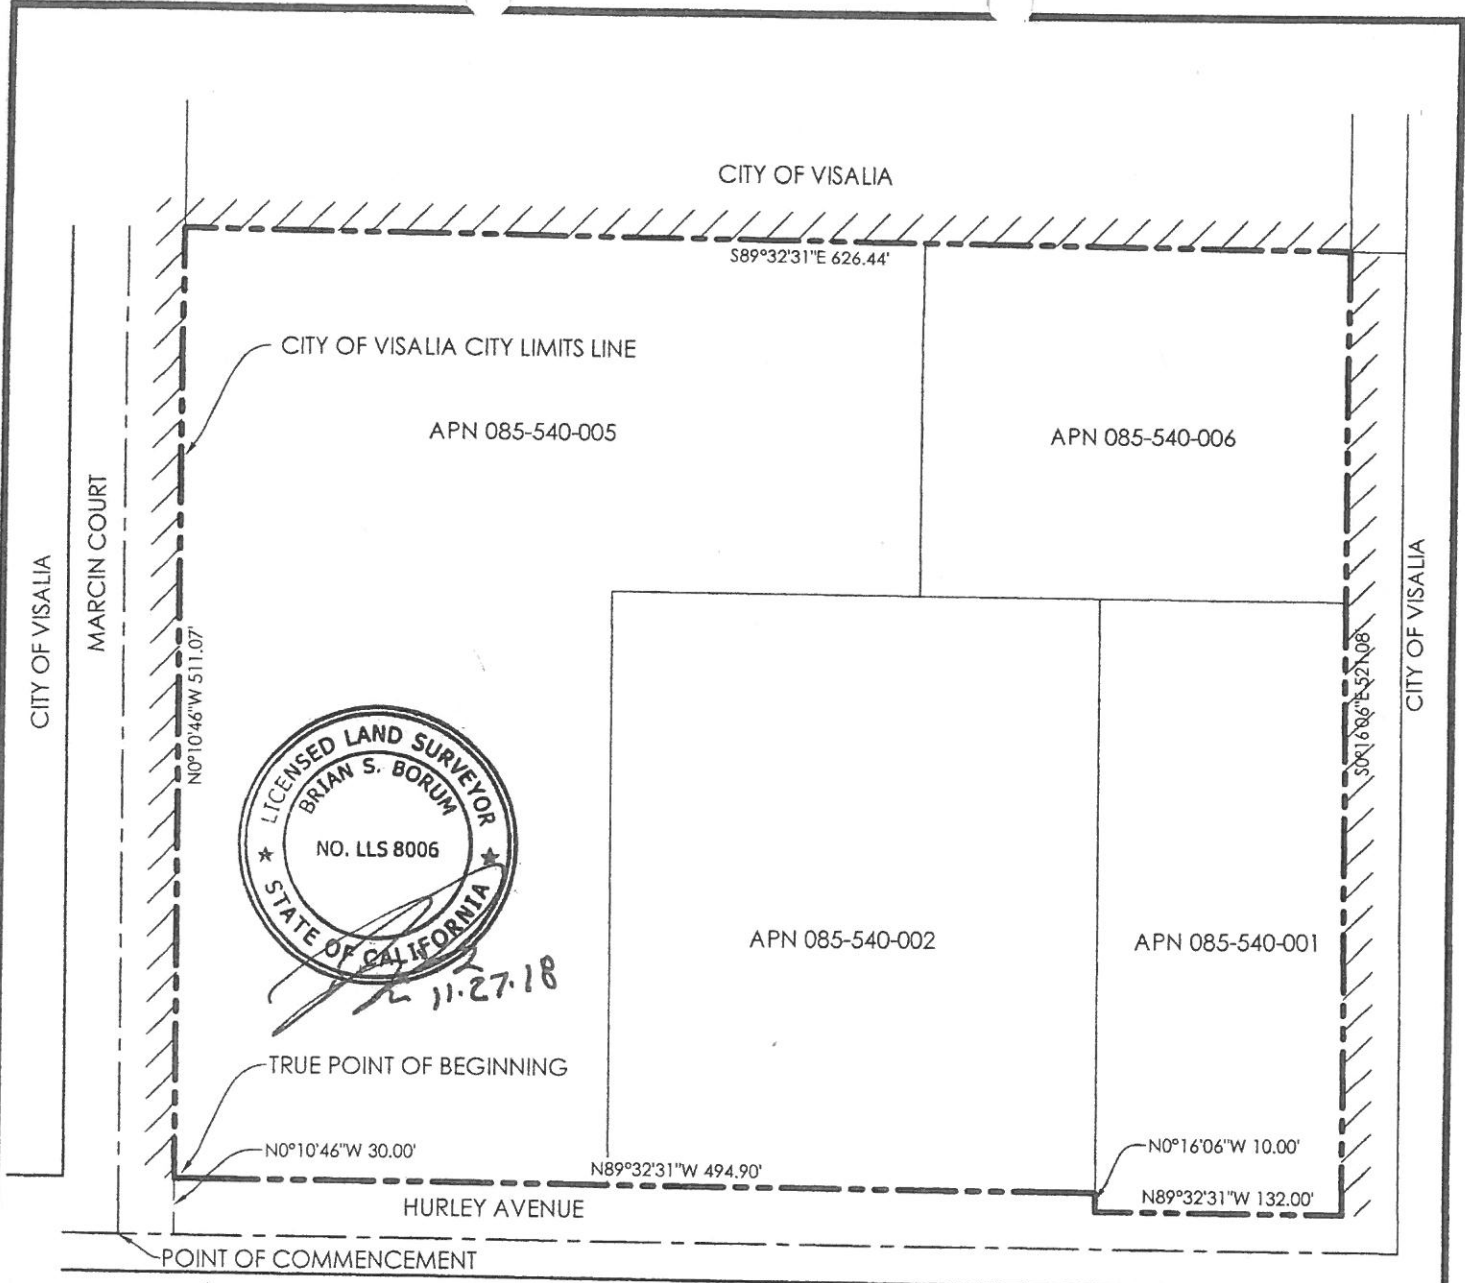 CITY OF VISALIA
S89°32'31"E 626.44'
CITY OF VISALIA CITY LIMITS LINE
APN 085-540-005
APN 085-540-006
CITY OF VISALIA
MARCIN COURT
N0°10'46"W 511.07'
S0°16'06"E 521.08'
CITY OF VISALIA
LICENSED LAND SURVEYOR
BRIAN S. BORUM
NO. LLS 8006
STATE OF CALIFORNIA
11.27.18
APN 085-540-002
APN 085-540-001
TRUE POINT OF BEGINNING
N0°10'46"W 30.00'
N89°32'31"W 494.90'
N0°16'06"W 10.00'
N89°32'31"W 132.00'
HURLEY AVENUE
POINT OF COMMENCEMENT